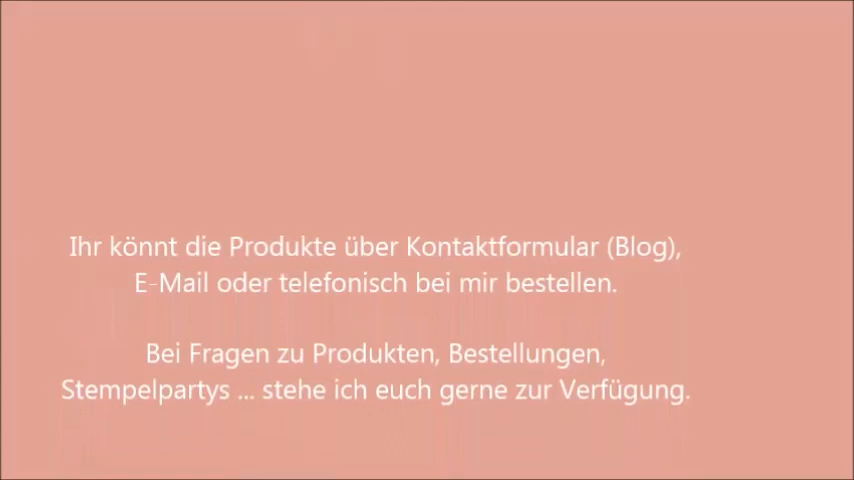 Ihr könnt die Produkte über Kontaktformular (Blog),
E-Mail oder telefonisch bei mir bestellen.
Bei Fragen zu Produkten, Bestellungen,
Stempelpartys ... stehe ich euch gerne zur Verfügung.